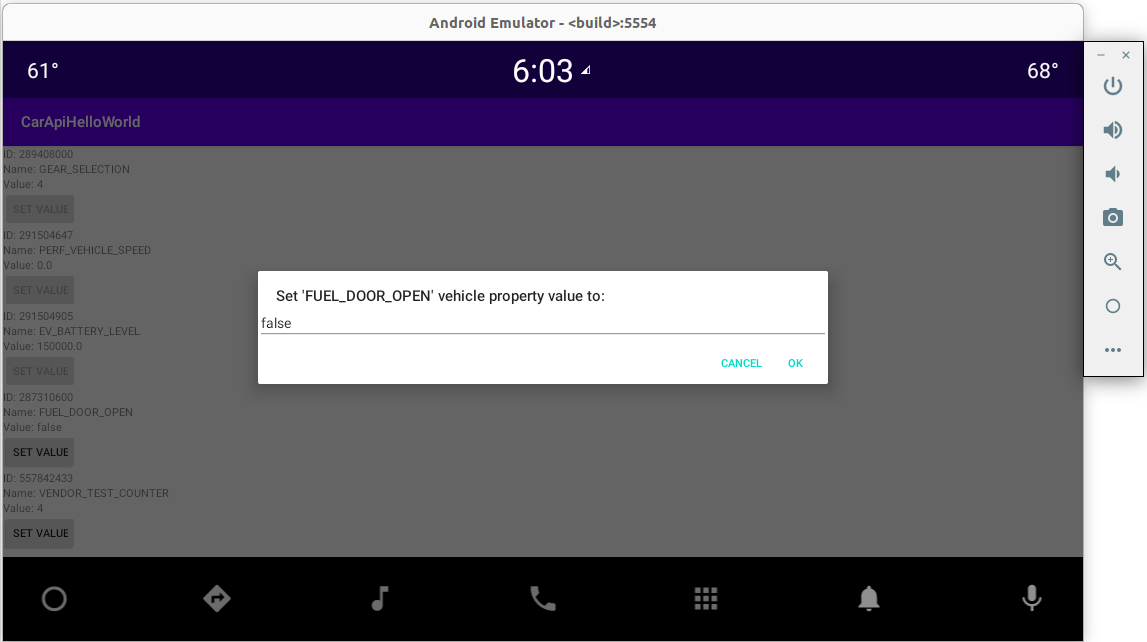 Android Emulator - <build>:5554
61° 6:03 68°
CarApiHelloWorld
ID: 289408000
Name: GEAR_SELECTION
Value: 4
SET VALUE
ID: 291504647
Name: PERF_VEHICLE_SPEED
Value: 0.0
SET VALUE
ID: 291504905
Name: EV_BATTERY_LEVEL
Value: 150000.0
SET VALUE
ID: 287310600
Name: FUEL_DOOR_OPEN
Value: false
SET VALUE
ID: 557842433
Name: VENDOR_TEST_COUNTER
Value: 4
SET VALUE
Set 'FUEL_DOOR_OPEN' vehicle property value to:
false
CANCEL OK